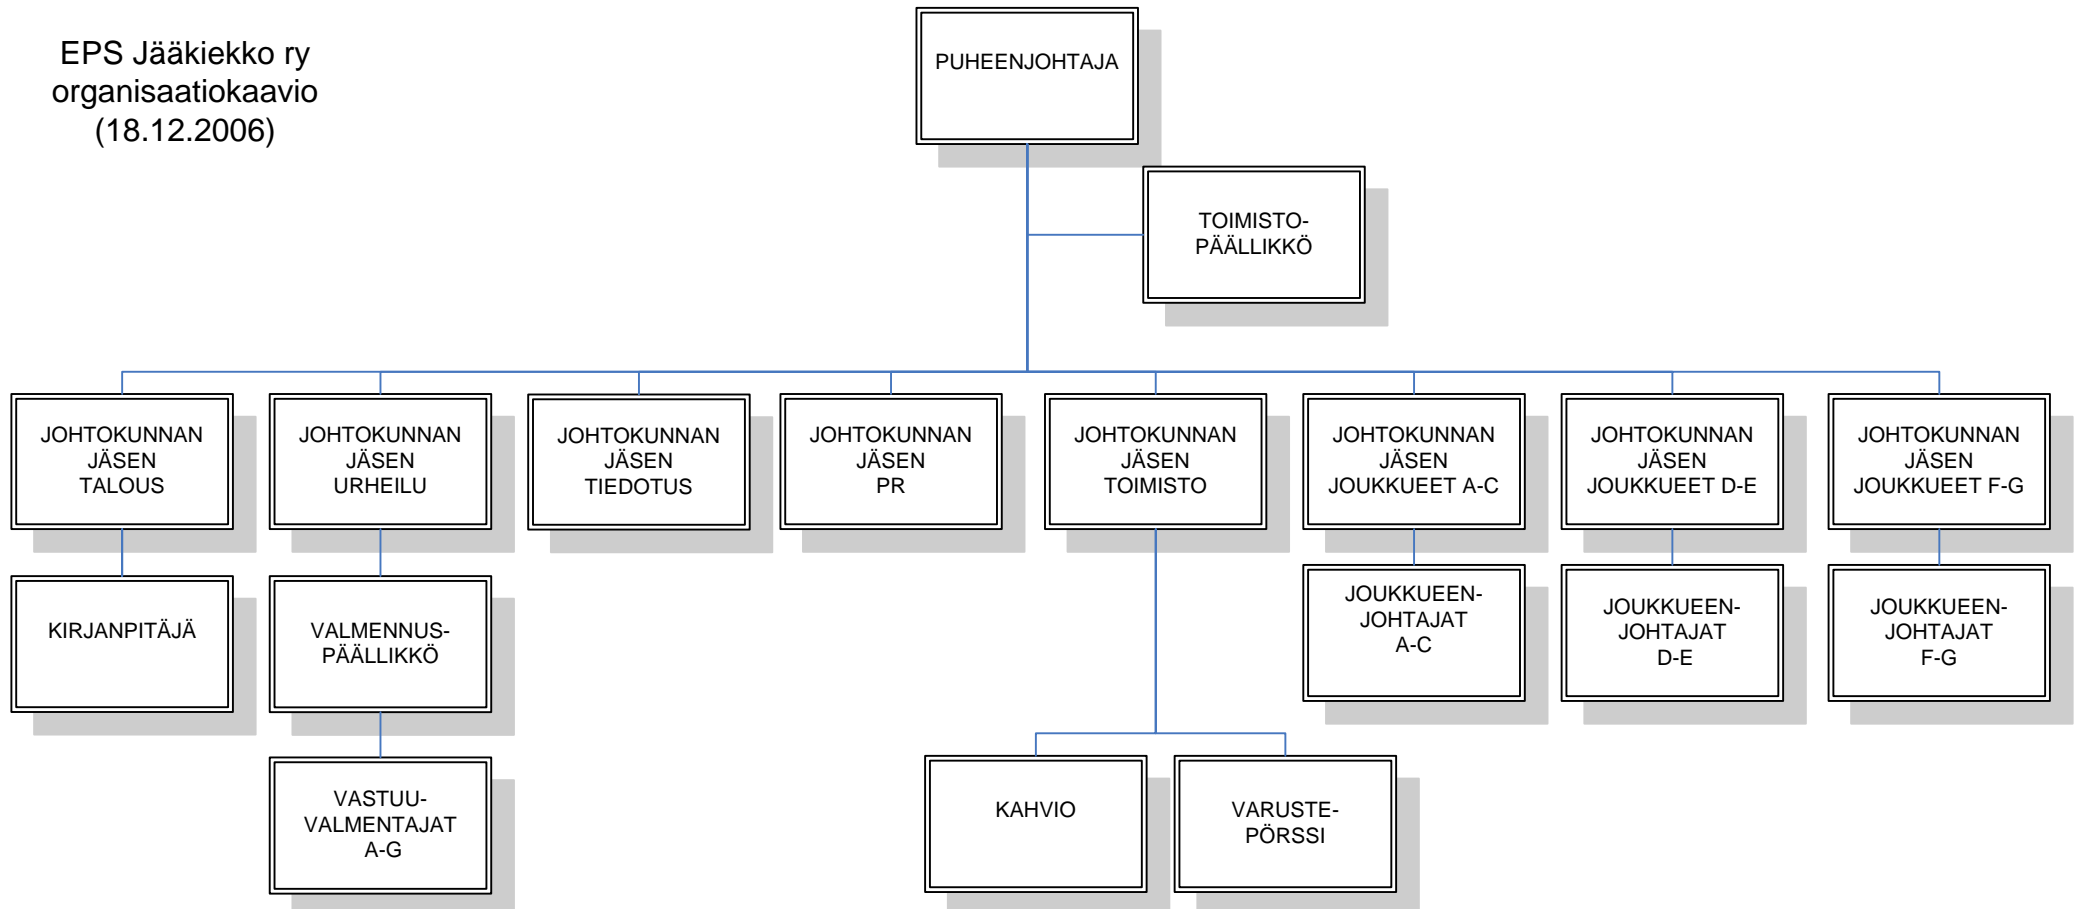 EPS Jääkiekko ry
organisaatiokaavio
(18.12.2006)
PUHEENJOHTAJA
TOIMISTO-
PÄÄLLIKKÖ
JOHTOKUNNAN
JÄSEN
TALOUS
JOHTOKUNNAN
JÄSEN
URHEILU
JOHTOKUNNAN
JÄSEN
TIEDOTUS
JOHTOKUNNAN
JÄSEN
PR
JOHTOKUNNAN
JÄSEN
TOIMISTO
JOHTOKUNNAN
JÄSEN
JOUKKUEET A-C
JOHTOKUNNAN
JÄSEN
JOUKKUEET D-E
JOHTOKUNNAN
JÄSEN
JOUKKUEET F-G
KIRJANPITÄJÄ
VALMENNUS-
PÄÄLLIKKÖ
JOUKKUEEN-
JOHTAJAT
A-C
JOUKKUEEN-
JOHTAJAT
D-E
JOUKKUEEN-
JOHTAJAT
F-G
VASTUU-
VALMENTAJAT
A-G
KAHVIO
VARUSTE-
PÖRSSI